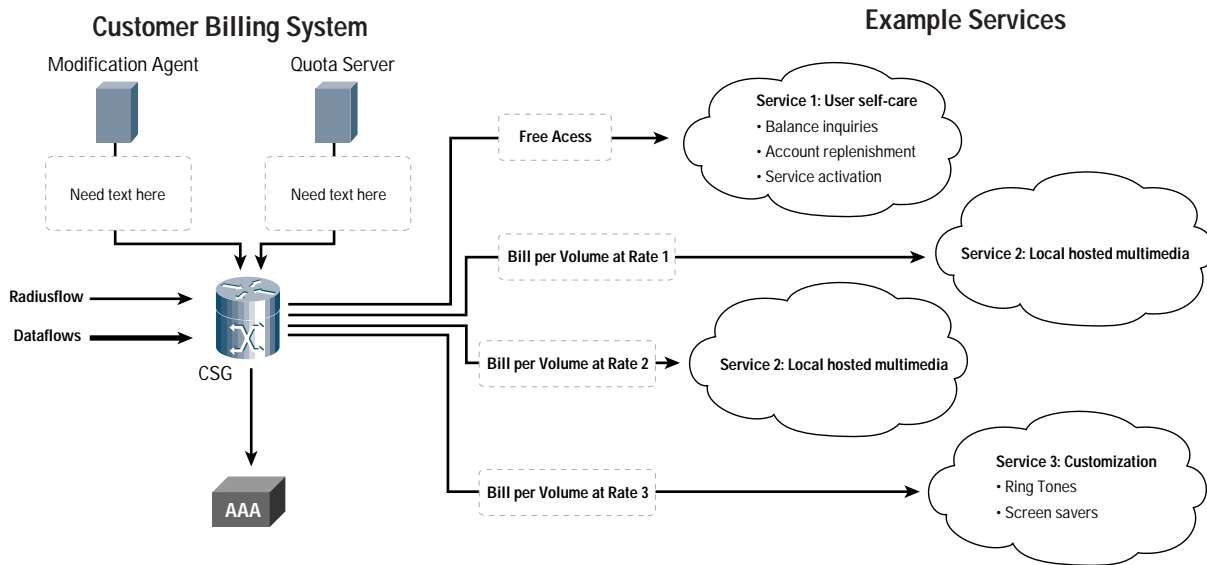 Customer Billing System
Example Services
Modification Agent
Quota Server
Need text here
Need text here
Radiusflow
Dataflows
CSG
AAA
Free Acess
Service 1: User self-care
• Balance inquiries
• Account replenishment
• Service activation
Bill per Volume at Rate 1
Service 2: Local hosted multimedia
Bill per Volume at Rate 2
Service 2: Local hosted multimedia
Bill per Volume at Rate 3
Service 3: Customization
• Ring Tones
• Screen savers